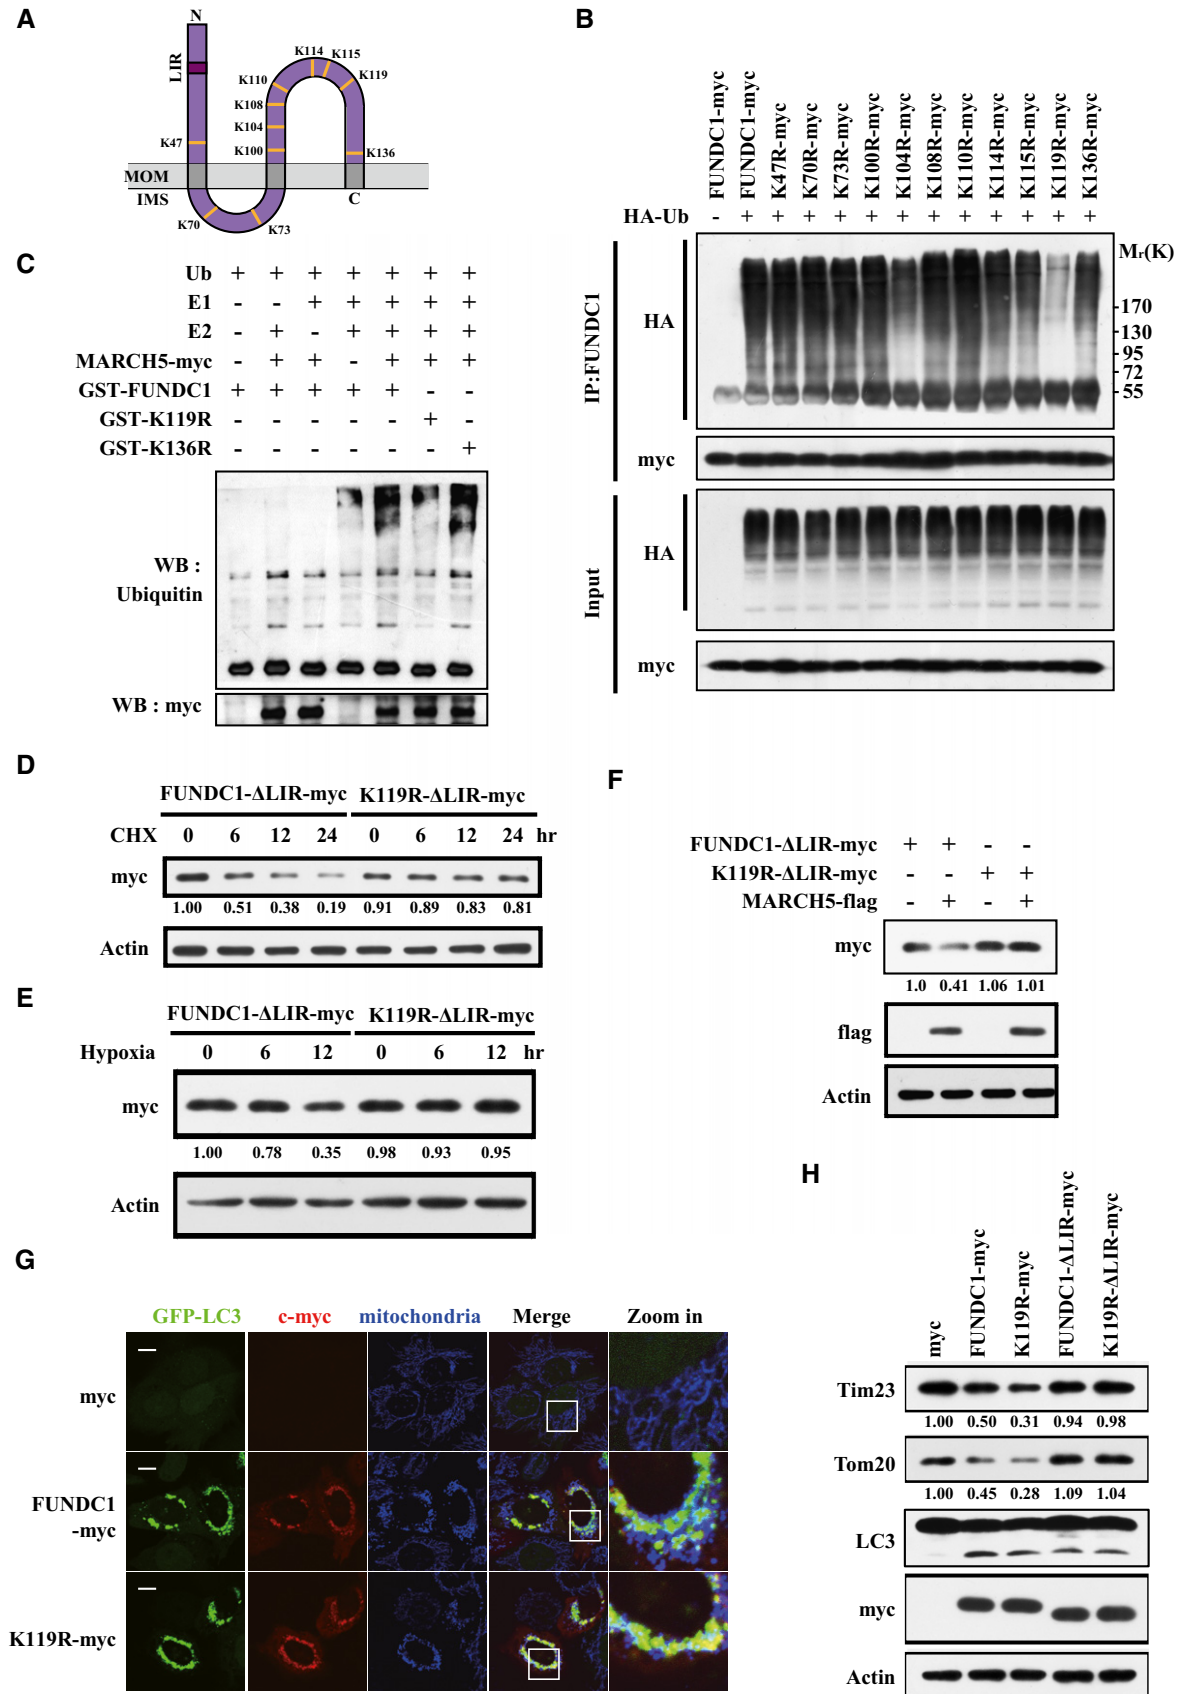 A
N
LIR
K47
K70
K73
K100
K104
K108
K110
K114
K115
K119
K136
MOM
IMS
C
B
FUNDC1-myc
FUNDC1-myc
K47R-myc
K70R-myc
K73R-myc
K100R-myc
K104R-myc
K108R-myc
K110R-myc
K114R-myc
K115R-myc
K119R-myc
K136R-myc
HA-Ub - + + + + + + + + + + + +
IP:FUNDC1
HA
Mr(K)
-170
-130
-95
-72
-55
myc
Input
HA
myc
C
Ub + + + + + + +
E1 - - + + + + +
E2 - + - + + + +
MARCH5-myc - + + - + + +
GST-FUNDC1 + + + + + - -
GST-K119R - - - - - + -
GST-K136R - - - - - - +
WB :
Ubiquitin
WB : myc
D
FUNDC1-ΔLIR-myc K119R-ΔLIR-myc
CHX 0 6 12 24 0 6 12 24 hr
myc
1.00 0.51 0.38 0.19 0.91 0.89 0.83 0.81
Actin
E
FUNDC1-ΔLIR-myc K119R-ΔLIR-myc
Hypoxia 0 6 12 0 6 12 hr
myc
1.00 0.78 0.35 0.98 0.93 0.95
Actin
F
FUNDC1-ΔLIR-myc + + - -
K119R-ΔLIR-myc - - + +
MARCH5-flag - + - +
myc
1.0 0.41 1.06 1.01
flag
Actin
G
GFP-LC3 c-myc mitochondria Merge Zoom in
myc
FUNDC1
-myc
K119R-myc
H
myc
FUNDC1-myc
K119R-myc
FUNDC1-ΔLIR-myc
K119R-ΔLIR-myc
Tim23
1.00 0.50 0.31 0.94 0.98
Tom20
1.00 0.45 0.28 1.09 1.04
LC3
myc
Actin